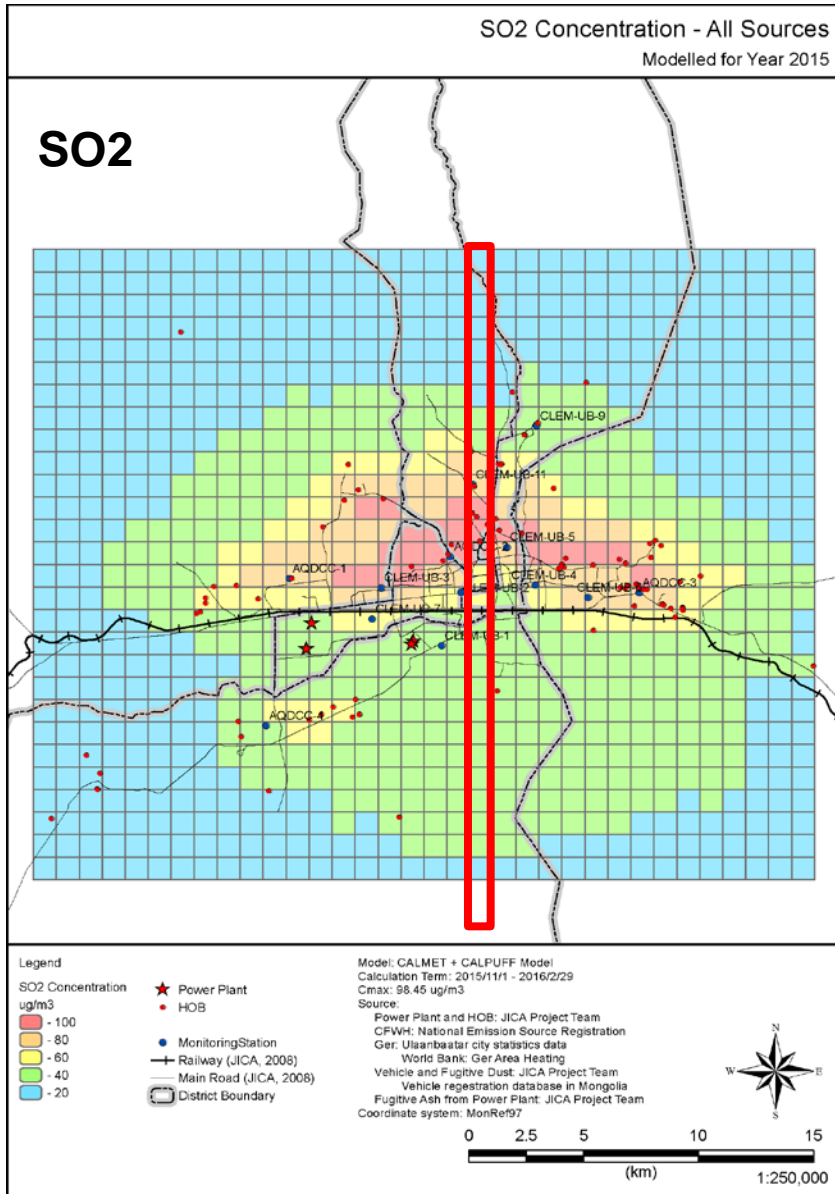 SO2 Concentration - All Sources
Modelled for Year 2015
SO2
CLEM-UB-9
CLEM-UB-11
CLEM-UB-5
AQDCC-1
CLEM-UB-3
CLEM-UB-4
AQDCC-3
CLEM-UB-7
CLEM-UB-1
AQDCC-4
Legend
SO2 Concentration
ug/m3
- 100
- 80
- 60
- 40
- 20
Power Plant
HOB
MonitoringStation
Railway (JICA, 2008)
Main Road (JICA, 2008)
District Boundary
Model: CALMET + CALPUFF Model
Calculation Term: 2015/11/1 - 2016/2/29
Cmax: 98.45 ug/m3
Source:
Power Plant and HOB: JICA Project Team
CFWH: National Emission Source Registration
Ger: Ulaanbaatar city statistics data
World Bank: Ger Area Heating
Vehicle and Fugitive Dust: JICA Project Team
Vehicle regestration database in Mongolia
Fugitive Ash from Power Plant: JICA Project Team
Coordinate system: MonRef97
N
W E
S
0 2.5 5 10 15
(km)
1:250,000